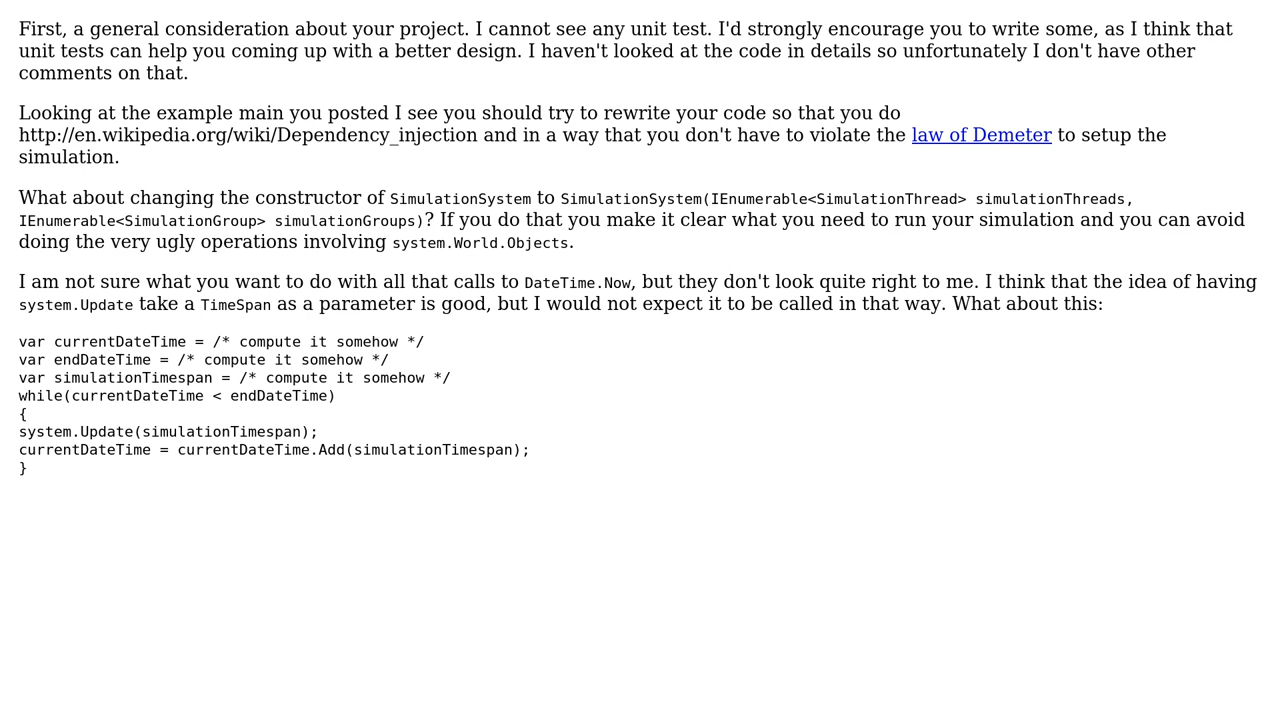 First, a general consideration about your project. I cannot see any unit test. I'd strongly encourage you to write some, as I think that
unit tests can help you coming up with a better design. I haven't looked at the code in details so unfortunately I don't have other
comments on that.
Looking at the example main you posted I see you should try to rewrite your code so that you do
http://en.wikipedia.org/wiki/Dependency_injection and in a way that you don't have to violate the law of Demeter to setup the
simulation.
What about changing the constructor of SimulationSystem to SimulationSystem(IEnumerable<SimulationThread> simulationThreads,
IEnumerable<SimulationGroup> simulationGroups)? If you do that you make it clear what you need to run your simulation and you can avoid
doing the very ugly operations involving system.World.Objects.
I am not sure what you want to do with all that calls to DateTime.Now, but they don't look quite right to me. I think that the idea of having
system.Update take a TimeSpan as a parameter is good, but I would not expect it to be called in that way. What about this:
var currentDateTime = /* compute it somehow */
var endDateTime = /* compute it somehow */
var simulationTimespan = /* compute it somehow */
while(currentDateTime < endDateTime)
{
system.Update(simulationTimespan);
currentDateTime = currentDateTime.Add(simulationTimespan);
}